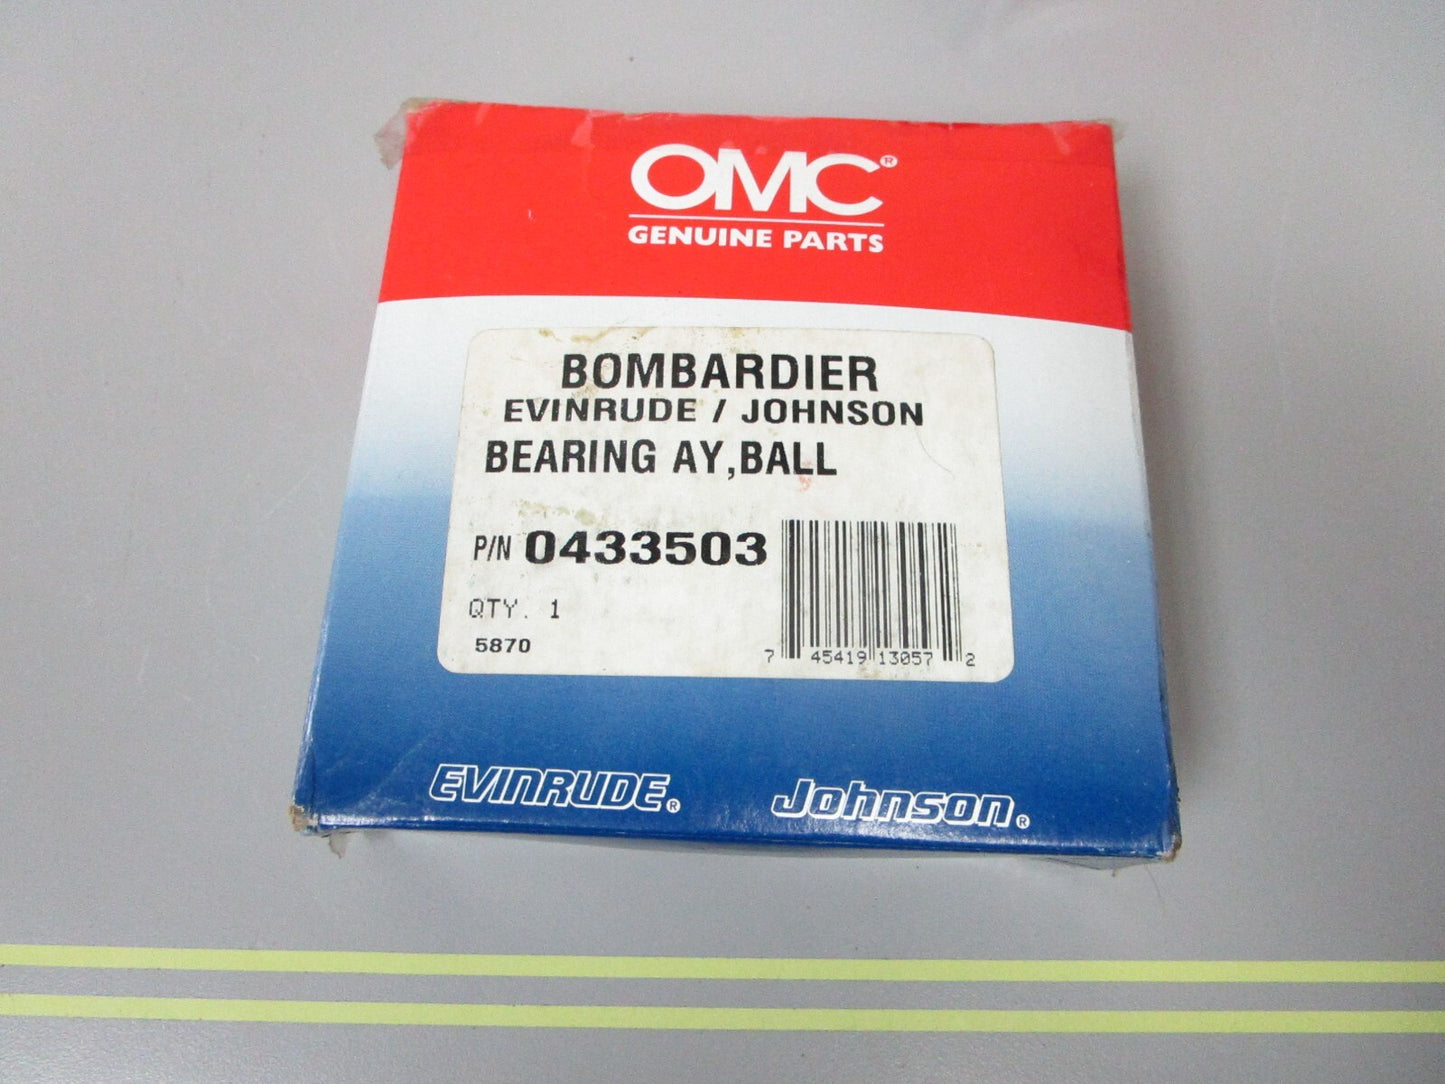 OMC®
GENUINE PARTS
BOMBARDIER
EVINRUDE / JOHNSON
BEARING AY,BALL
P/N 0433503
QTY. 1
5870
7 45419 13057 2
EVINRUDE®
Johnson®